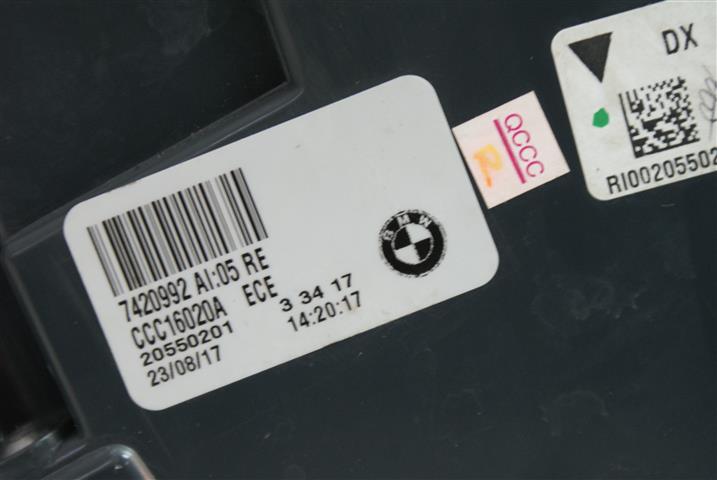 7420992 AI:05 RE
CCC16020A ECE
20550201 3 34 17
23/08/17 14:20:17
BMW
QCCC
R.
DX
RI00205502